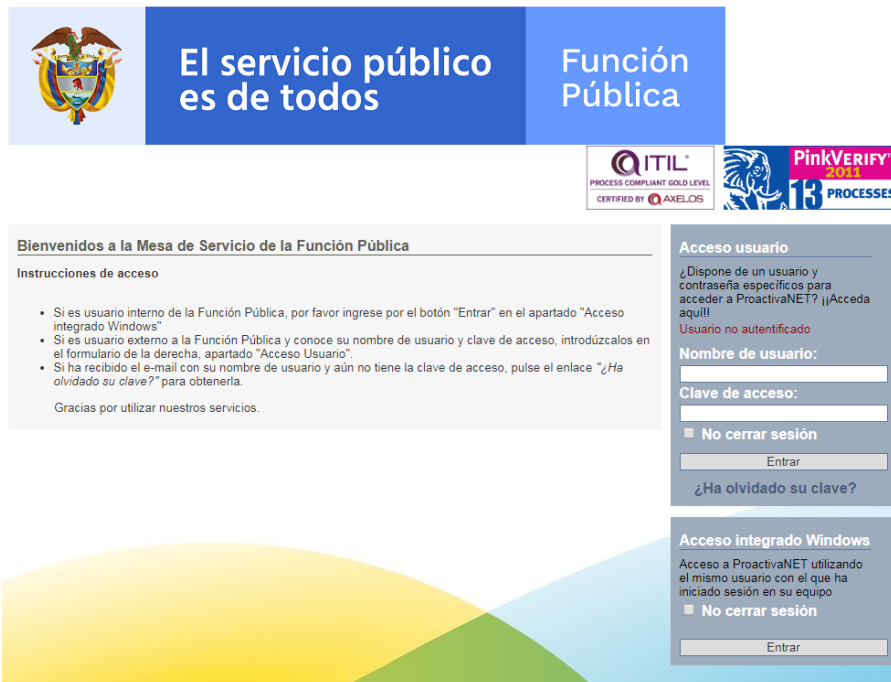 El servicio público
es de todos
Función
Pública
ITIL
PROCESS COMPLIANT GOLD LEVEL
CERTIFIED BY AXELOS
PinkVERIFY™
2011
13 PROCESSES
Bienvenidos a la Mesa de Servicio de la Función Pública
Instrucciones de acceso
• Si es usuario interno de la Función Pública, por favor ingrese por el botón "Entrar" en el apartado "Acceso
integrado Windows"
• Si es usuario externo a la Función Pública y conoce su nombre de usuario y clave de acceso, introdúzcalos en
el formulario de la derecha, apartado "Acceso Usuario".
• Si ha recibido el e-mail con su nombre de usuario y aún no tiene la clave de acceso, pulse el enlace "¿Ha
olvidado su clave?" para obtenerla.
Gracias por utilizar nuestros servicios.
Acceso usuario
¿Dispone de un usuario y
contraseña específicos para
acceder a ProactivaNET? ¡¡Acceda
aquí!!
Usuario no autentificado
Nombre de usuario:
Clave de acceso:
No cerrar sesión
Entrar
¿Ha olvidado su clave?
Acceso integrado Windows
Acceso a ProactivaNET utilizando
el mismo usuario con el que ha
iniciado sesión en su equipo
No cerrar sesión
Entrar